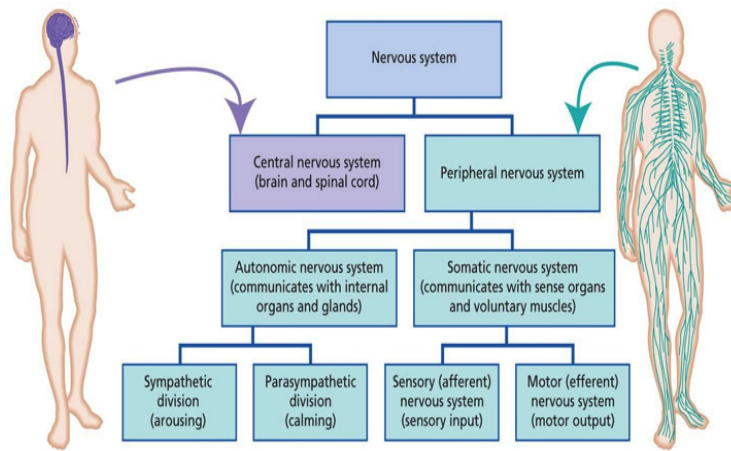 Nervous system
Central nervous system
(brain and spinal cord)
Peripheral nervous system
Autonomic nervous system
(communicates with internal
organs and glands)
Somatic nervous system
(communicates with sense organs
and voluntary muscles)
Sympathetic
division
(arousing)
Parasympathetic
division
(calming)
Sensory (afferent)
nervous system
(sensory input)
Motor (efferent)
nervous system
(motor output)